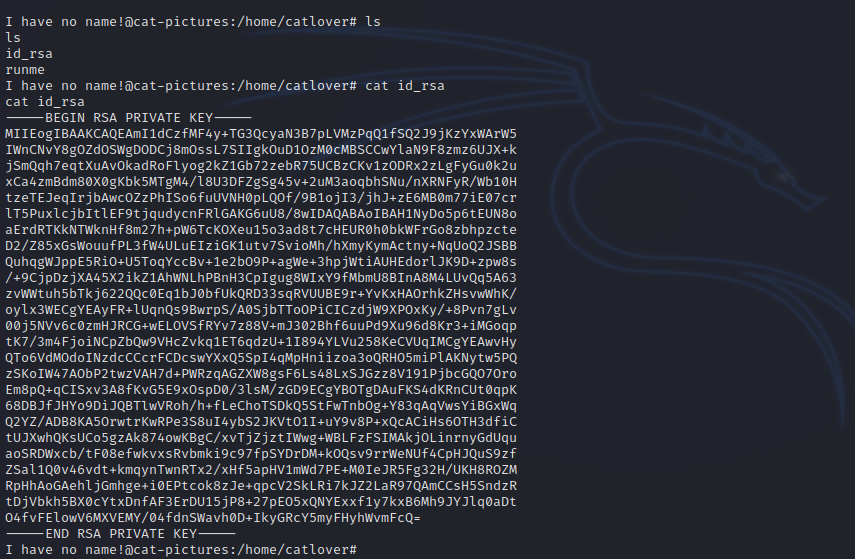 I have no name!@cat-pictures:/home/catlover# ls
ls
id_rsa
runme
I have no name!@cat-pictures:/home/catlover# cat id_rsa
cat id_rsa
-----BEGIN RSA PRIVATE KEY-----
MIIEogIBAAKCAQEAmI1dCzfMF4y+TG3QcyaN3B7pLVMzPqQ1fSQ2J9jKzYxWArW5
IWnCNvY8gOZdOSWgDODCj8mOssL7SIIgkOuD1OzM0cMBSCCwYlaN9F8zmz6UJX+k
jSmQqh7eqtXuAvOkadRoFlyog2kZ1Gb72zebR75UCBzCKv1zODRx2zLgFyGu0k2u
xCa4zmBdm80X0gKbk5MTgM4/l8U3DFZgSg45v+2uM3aoqbhSNu/nXRNFyR/Wb10H
tzeTEJeqIrjbAwcOZzPhISo6fuUVNH0pLQOf/9B1ojI3/jhJ+zE6MB0m77iE07cr
lT5PuxlcjbItlEF9tjqudycnFRlGAKG6uU8/8wIDAQABAoIBAH1NyDo5p6tEUN8o
aErdRTKkNTWknHf8m27h+pW6TcKOXeu15o3ad8t7cHEUR0h0bkWFrGo8zbhpzcte
D2/Z85xGsWouufPL3fW4ULuEIziGK1utv7SvioMh/hXmyKymActny+NqUoQ2JSBB
QuhqgWJppE5RiO+U5ToqYccBv+1e2bO9P+agWe+3hpjWtiAUHEdorlJK9D+zpw8s
/+9CjpDzjXA45X2ikZ1AhWNLhPBnH3CpIgug8WIxY9fMbmU8BInA8M4LUvQq5A63
zvWWtuh5bTkj622QQc0Eq1bJ0bfUkQRD33sqRVUUBE9r+YvKxHAOrhkZHsvwWhK/
oylx3WECgYEAyFR+lUqnQs9BwrpS/A0SjbTToOPiCICzdjW9XPOxKy/+8Pvn7gLv
00j5NVv6c0zmHJRCG+wELOVSfRYv7z88V+mJ302Bhf6uuPd9Xu96d8Kr3+iMGoqp
tK7/3m4FjoiNCpZbQw9VHcZvkq1ET6qdzU+1I894YLVu258KeCVUqIMCgYEAwvHy
QTo6VdMOdoINzdcCCcrFCDcswYXxQ5SpI4qMpHniizoa3oQRHO5miPlAKNytw5PQ
zSKoIW47AObP2twzVAH7d+PWRzqAGZXW8gsF6Ls48LxSJGzz8V191PjbcGQO7Oro
Em8pQ+qCISxv3A8fKvG5E9xOspD0/3lsM/zGD9ECgYBOTgDAuFKS4dKRnCUt0qpK
68DBJfJHYo9DiJQBTlwVRoh/h+fLeChoTSDkQ5StFwTnbOg+Y83qAqVwsYiBGxWq
Q2YZ/ADB8KA5OrwtrKwRPe3S8uI4ybS2JKVtO1I+uY9v8P+xQcACiHs6OTH3dfiC
tUJXwhQKsUCo5gzAk874owKBgC/xvTjZjztIWwg+WBLFzFSIMAkjOLinrnyGdUqu
aoSRDWxcb/tF08efwkvxsRvbmki9c97fpSYDrDM+kOQsv9rrWeNUf4CpHJQuS9zf
ZSal1Q0v46vdt+kmqynTwnRTx2/xHf5apHV1mWd7PE+M0IeJR5Fg32H/UKH8ROZM
RpHhAoGAehljGmhge+i0EPtcok8zJe+qpcV2SkLRi7kJZ2LaR97QAmCCsH5SndzR
tDjVbkh5BX0cYtxDnfAF3ErDU15jP8+27pEO5xQNYExxf1y7kxB6Mh9JYJlq0aDt
O4fvFElowV6MXVEMY/04fdnSWavh0D+IkyGRcY5myFHyhWvmFcQ=
-----END RSA PRIVATE KEY-----
I have no name!@cat-pictures:/home/catlover#